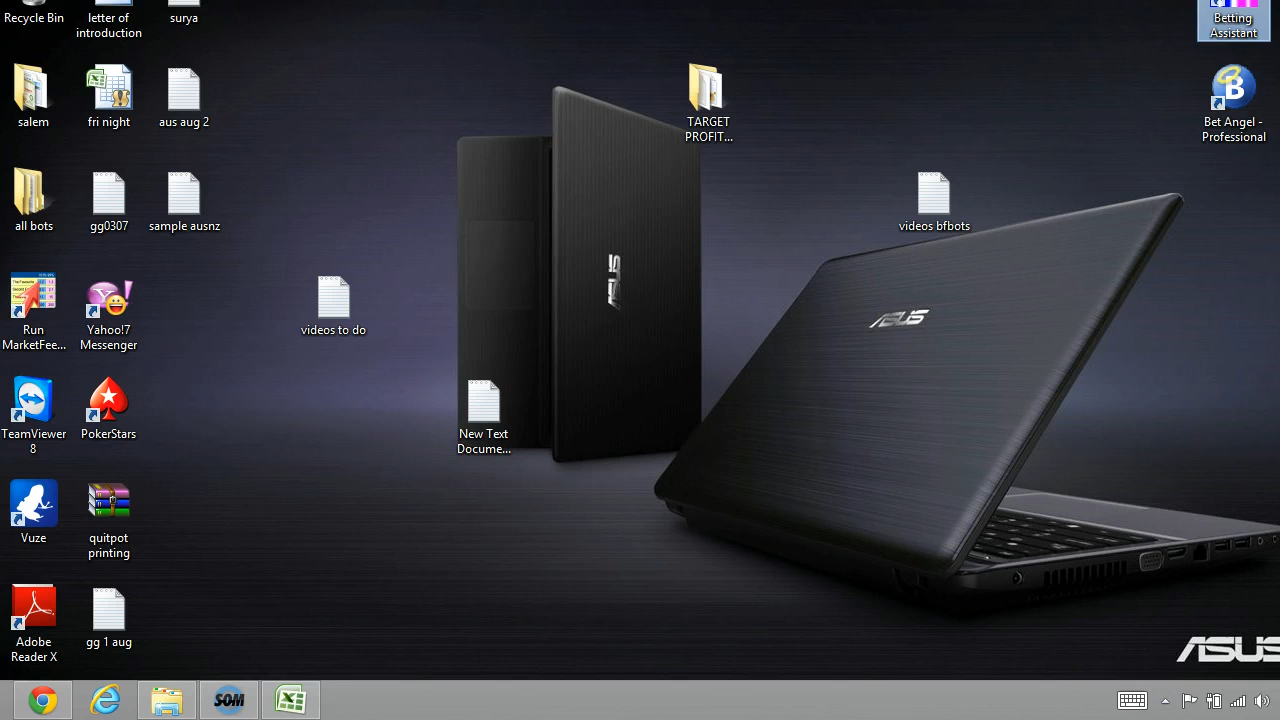 Recycle Bin
letter of
introduction
surya
Betting
Assistant
salem
fri night
aus aug 2
TARGET
PROFIT...
B
Bet Angel -
Professional
all bots
gg0307
sample ausnz
videos bfbots
Run
MarketFee...
Yahoo!7
Messenger
videos to do
ASUS
ASUS
TeamViewer
8
PokerStars
New Text
Docume...
Vuze
quitpot
printing
Adobe
Reader X
gg 1 aug
ASUS
SOM